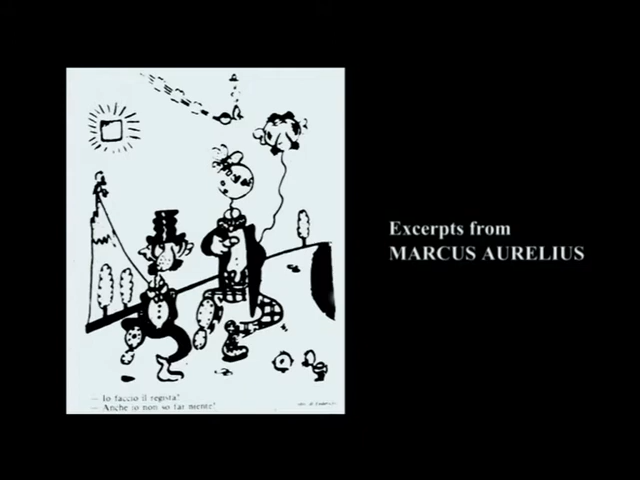 Excerpts from
MARCUS AURELIUS
— Io faccio il regista!
— Anche io non so far niente!